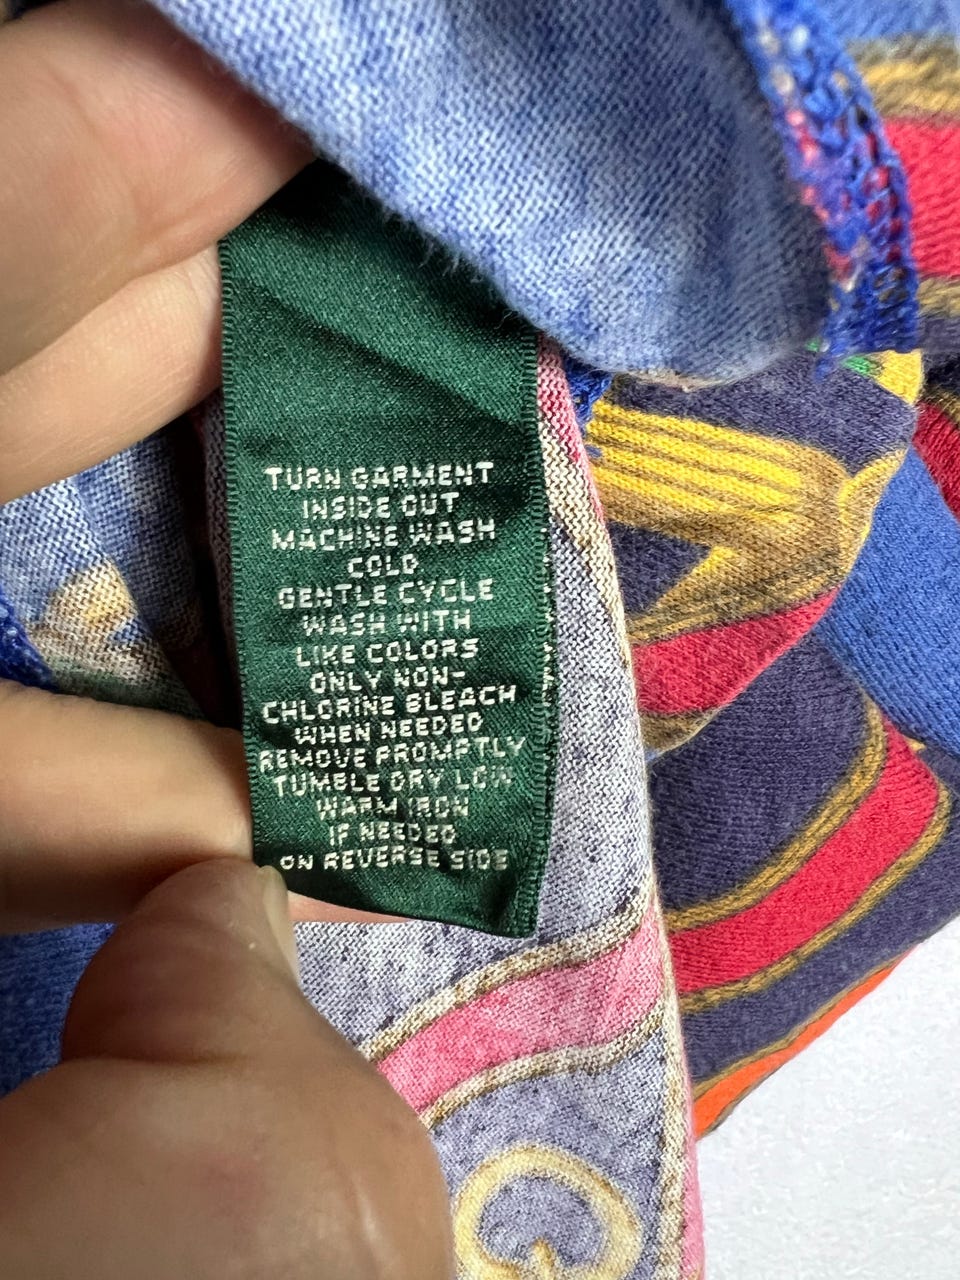 TURN GARMENT
INSIDE OUT
MACHINE WASH
COLD
GENTLE CYCLE
WASH WITH
LIKE COLORS
ONLY NON-
CHLORINE BLEACH
WHEN NEEDED
REMOVE PROMPTLY
TUMBLE DRY LOW
WARM IRON
IF NEEDED
ON REVERSE SIDE